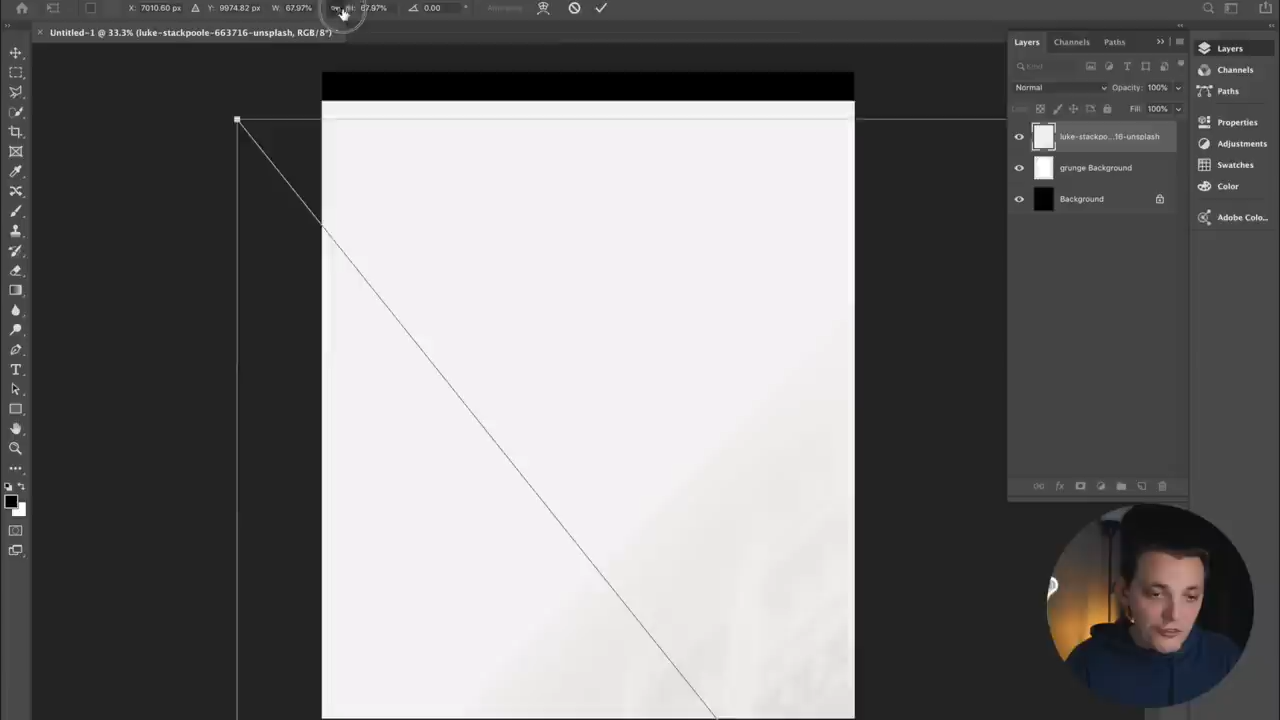 X: 7010.60 px Y: 9974.82 px W: 67.97% H: 67.97% 0.00 °
× Untitled-1 @ 33.3% (luke-stackpoole-663716-unsplash, RGB/8*)
Layers Channels Paths
Kind
Normal Opacity: 100%
Fill: 100%
luke-stackpo...16-unsplash
grunge Background
Background
Layers
Channels
Paths
Properties
Adjustments
Swatches
Color
Adobe Colo...